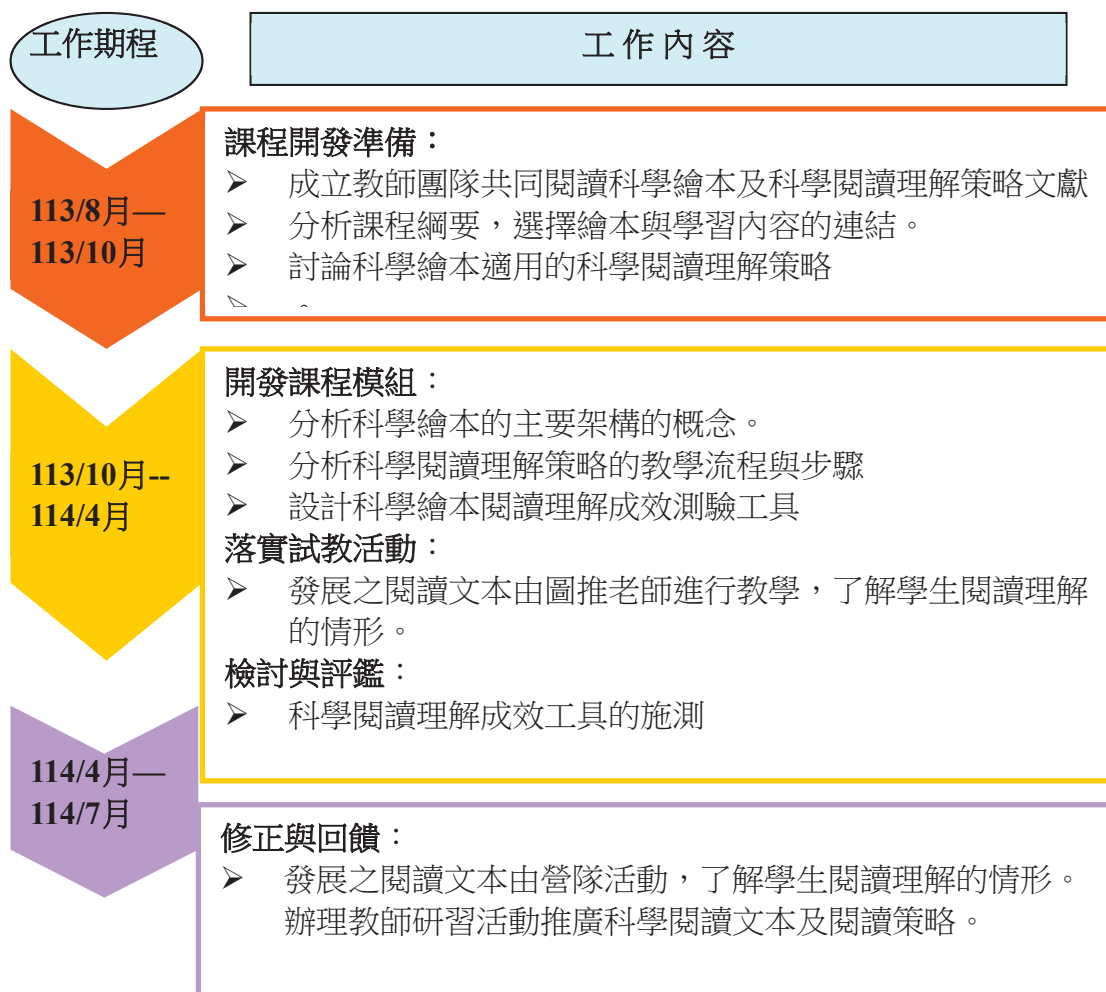 工作期程
工 作 內 容
113/8月—
113/10月
課程開發準備：
➢ 成立教師團隊共同閱讀科學繪本及科學閱讀理解策略文獻
➢ 分析課程綱要，選擇繪本與學習內容的連結。
➢ 討論科學繪本適用的科學閱讀理解策略
➢ 。
113/10月--
114/4月
開發課程模組：
➢ 分析科學繪本的主要架構的概念。
➢ 分析科學閱讀理解策略的教學流程與步驟
➢ 設計科學繪本閱讀理解成效測驗工具
落實試教活動：
➢ 發展之閱讀文本由圖推老師進行教學，了解學生閱讀理解
的情形。
檢討與評鑑：
➢ 科學閱讀理解成效工具的施測
114/4月—
114/7月
修正與回饋：
➢ 發展之閱讀文本由營隊活動，了解學生閱讀理解的情形。
辦理教師研習活動推廣科學閱讀文本及閱讀策略。